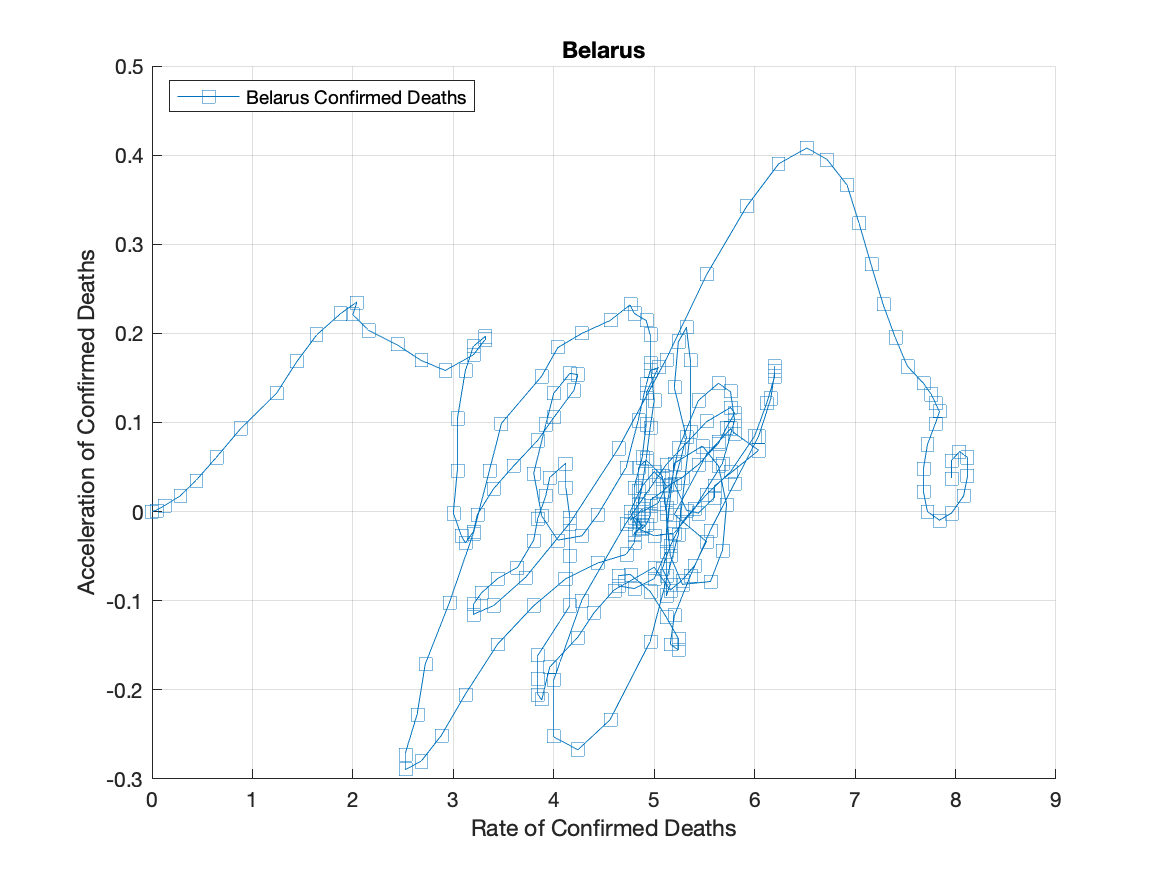 Belarus
0.5
Belarus Confirmed Deaths
0.4
0.3
0.2
0.1
0
-0.1
-0.2
-0.3
Acceleration of Confirmed Deaths
0 1 2 3 4 5 6 7 8 9
Rate of Confirmed Deaths